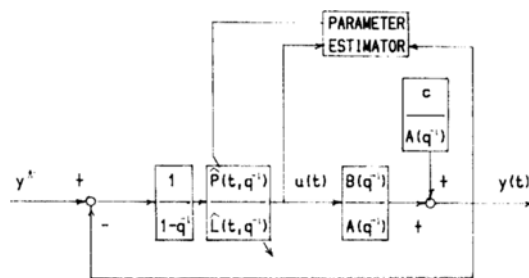 PARAMETER
ESTIMATOR
c
A(q⁻¹)
y*
+
1
P̂(t,q⁻¹)
u(t)
B(q⁻¹)
+
y(t)
-
1-q⁻¹
L̂(t,q⁻¹)
A(q⁻¹)
+